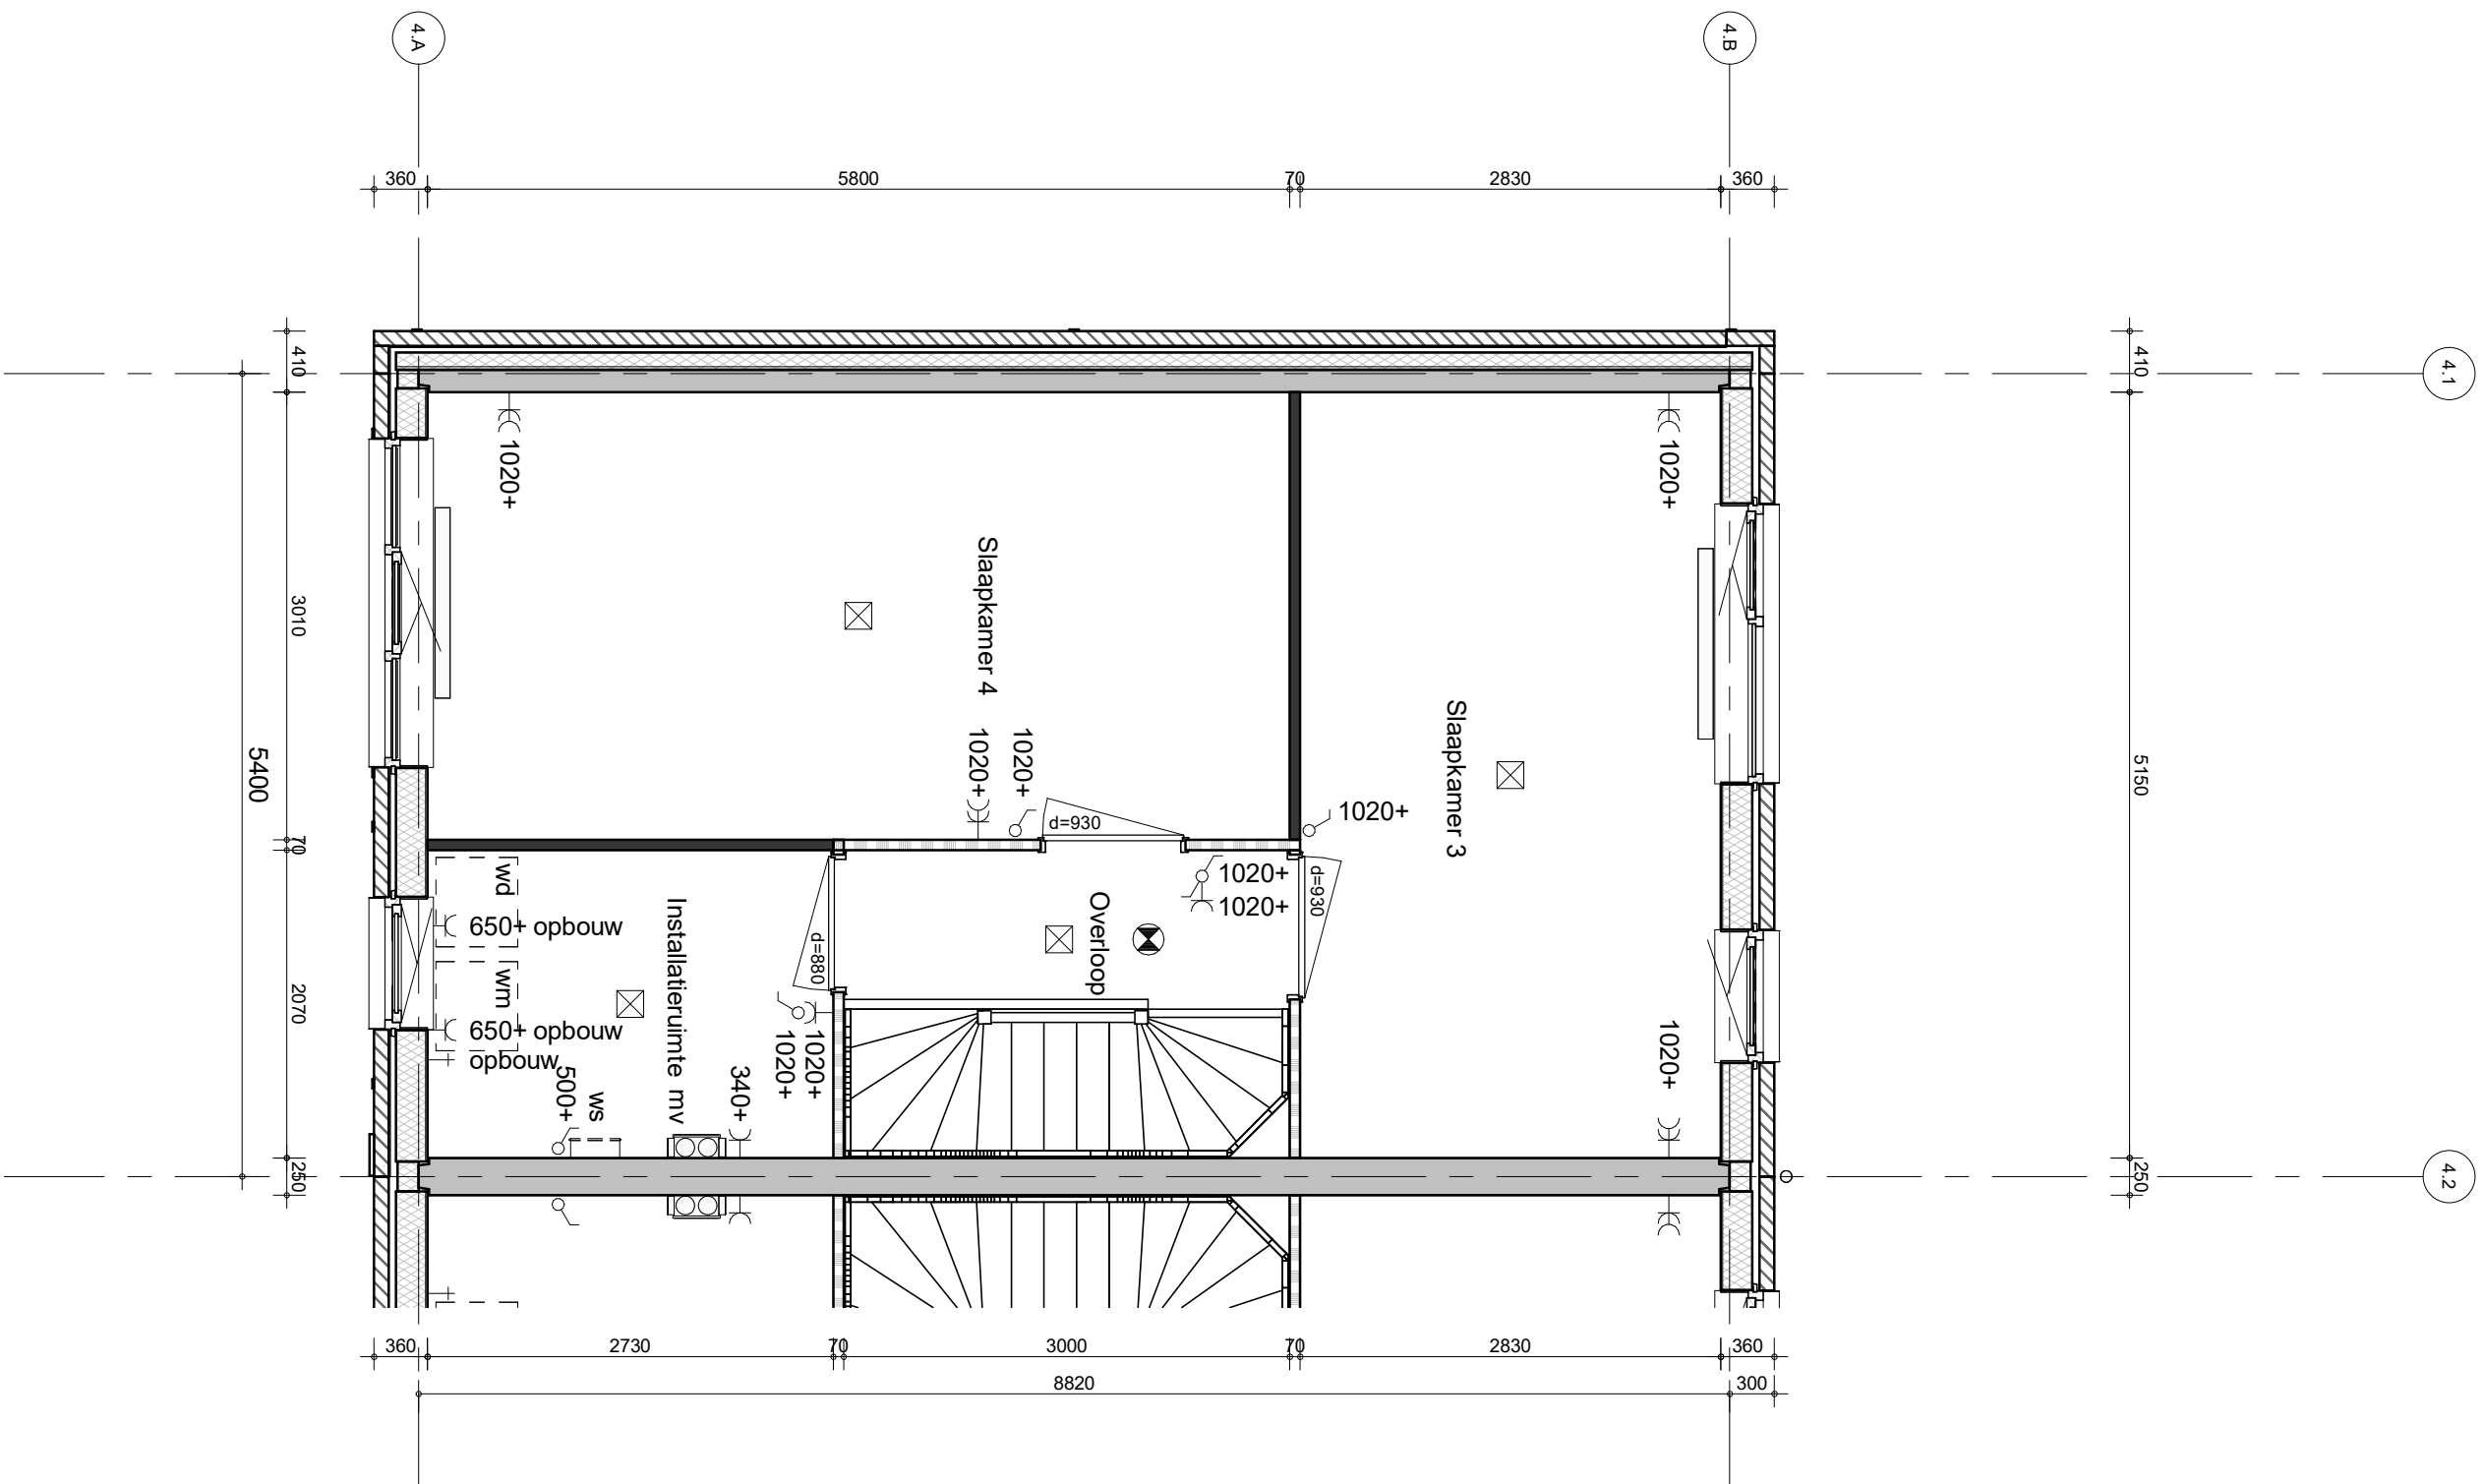 4.A
4.B
360
5800
70
2830
360
410
410
4.1
1020+
1020+
Slaapkamer 4
3010
Slaapkamer 3
5400
5150
1020+
1020+
1020+
d=930
70
wd
1020+
1020+
d=930
650+ opbouw
Installatieruimte mv
d=880
Overloop
wm
2070
650+ opbouw
opbouw
500+
ws
340+
1020+
1020+
1020+
250
250
4.2
360
2730
70
3000
70
2830
360
8820
300